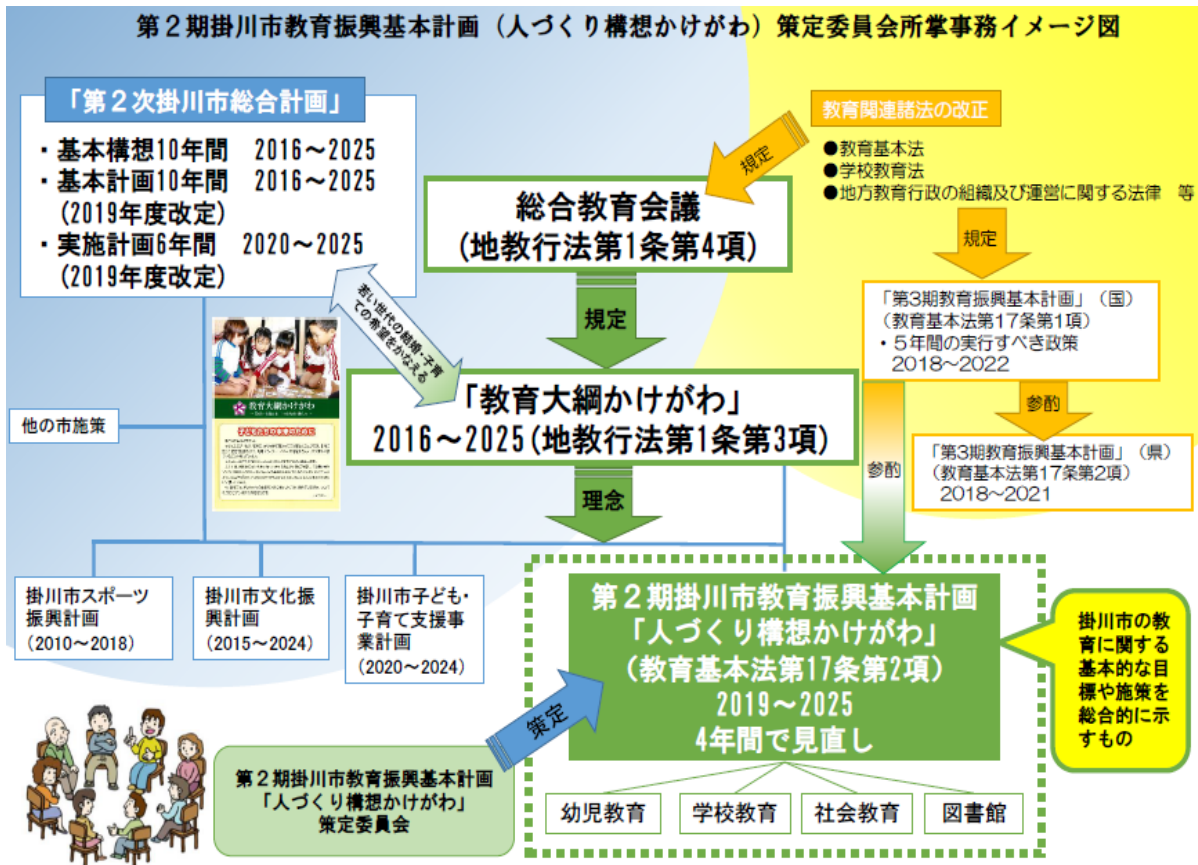 第２期掛川市教育振興基本計画（人づくり構想かけがわ）策定委員会所掌事務イメージ図
「第２次掛川市総合計画」
・基本構想10年間　2016～2025
・基本計画10年間　2016～2025
(2019年度改定)
・実施計画6年間　2020～2025
(2019年度改定)
教育関連諸法の改正
●教育基本法
●学校教育法
●地方教育行政の組織及び運営に関する法律　等
規定
規定
総合教育会議
(地教行法第1条第4項)
規定
「第3期教育振興基本計画」（国）
（教育基本法第17条第1項）
・５年間の実行すべき政策
2018～2022
参酌
「第3期教育振興基本計画」（県）
（教育基本法第17条第2項）
2018～2021
参酌
若い世代の結婚・子育
ての希望をかなえる
教育大綱かけがわ
子どもたちの未来のために
「教育大綱かけがわ」
2016～2025(地教行法第1条第3項)
理念
他の市施策
掛川市スポーツ
振興計画
(2010～2018)
掛川市文化振
興計画
(2015～2024)
掛川市子ども・
子育て支援事
業計画
(2020～2024)
第２期掛川市教育振興基本計画
「人づくり構想かけがわ」
(教育基本法第17条第2項)
2019～2025
4年間で見直し
掛川市の教
育に関する
基本的な目
標や施策を
総合的に示
すもの
策定
第２期掛川市教育振興基本計画
「人づくり構想かけがわ」
策定委員会
幼児教育
学校教育
社会教育
図書館